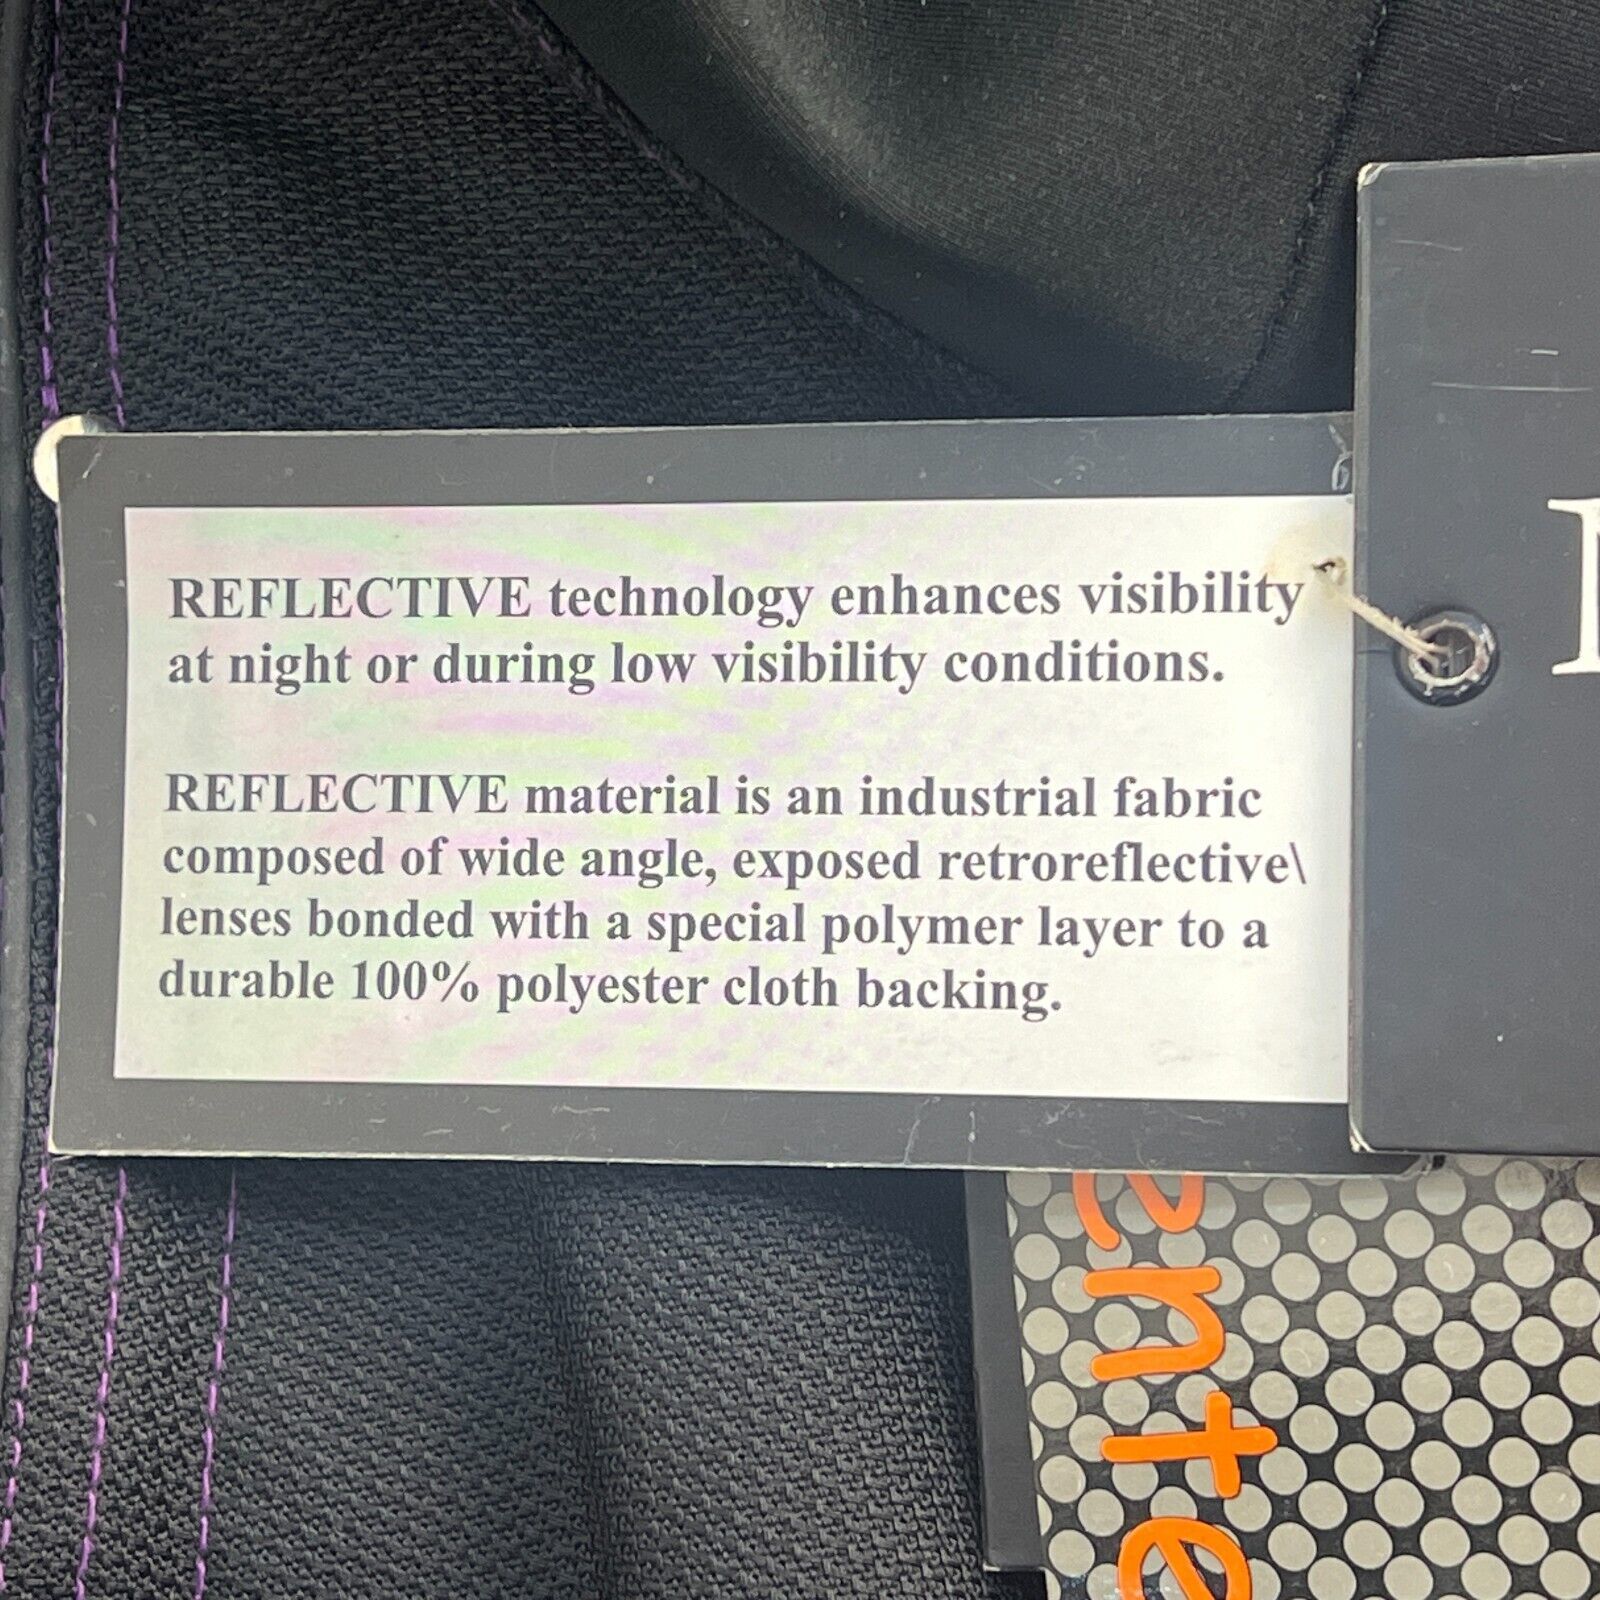 REFLECTIVE technology enhances visibility
at night or during low visibility conditions.
REFLECTIVE material is an industrial fabric
composed of wide angle, exposed retroreflective\
lenses bonded with a special polymer layer to a
durable 100% polyester cloth backing.